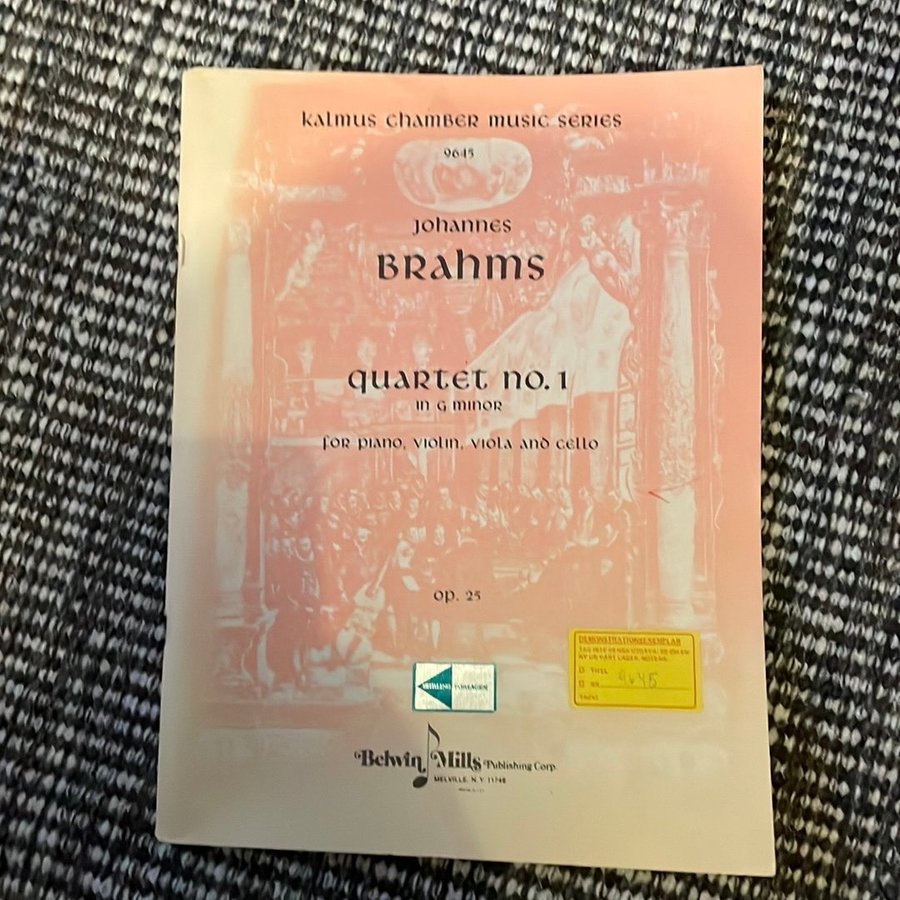 Kalmus Chamber Music Series
9645
Johannes
Brahms
Quartet No. 1
in G minor
for piano, violin, viola and cello
op. 25
Belwin Mills Publishing Corp.
MELVILLE, N.Y. 11746
DEMONSTRATIONSEXEMPLAR
NR 9645